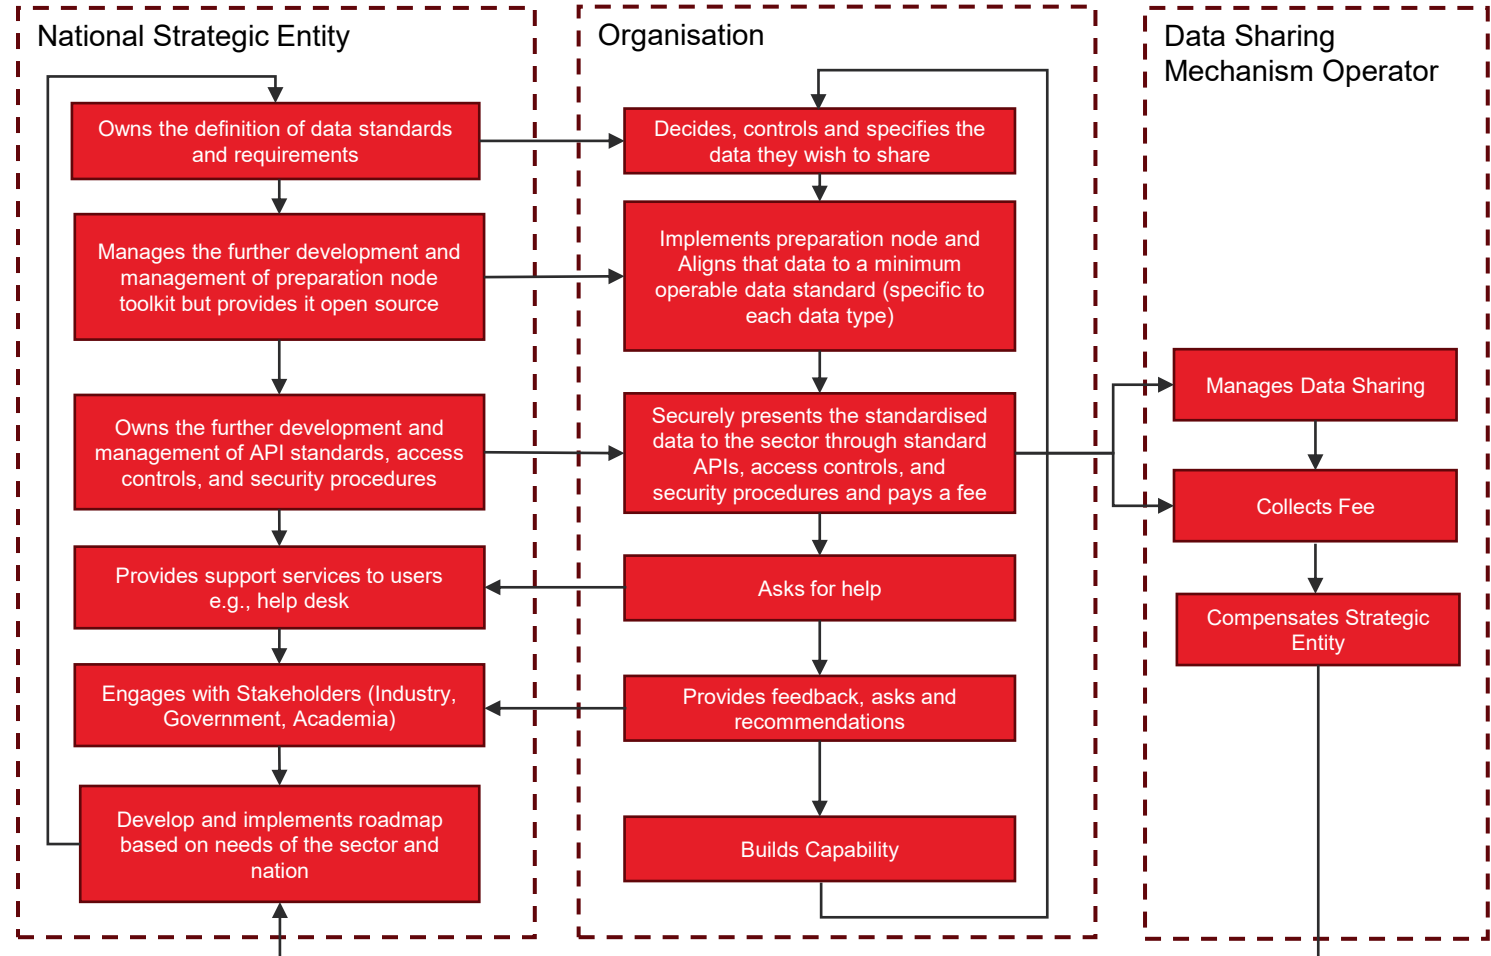 National Strategic Entity
Owns the definition of data standards
and requirements
Manages the further development and
management of preparation node
toolkit but provides it open source
Owns the further development and
management of API standards, access
controls, and security procedures
Provides support services to users
e.g., help desk
Engages with Stakeholders (Industry,
Government, Academia)
Develop and implements roadmap
based on needs of the sector and
nation
Organisation
Decides, controls and specifies the
data they wish to share
Implements preparation node and
Aligns that data to a minimum
operable data standard (specific to
each data type)
Securely presents the standardised
data to the sector through standard
APIs, access controls, and
security procedures and pays a fee
Asks for help
Provides feedback, asks and
recommendations
Builds Capability
Data Sharing
Mechanism Operator
Manages Data Sharing
Collects Fee
Compensates Strategic
Entity